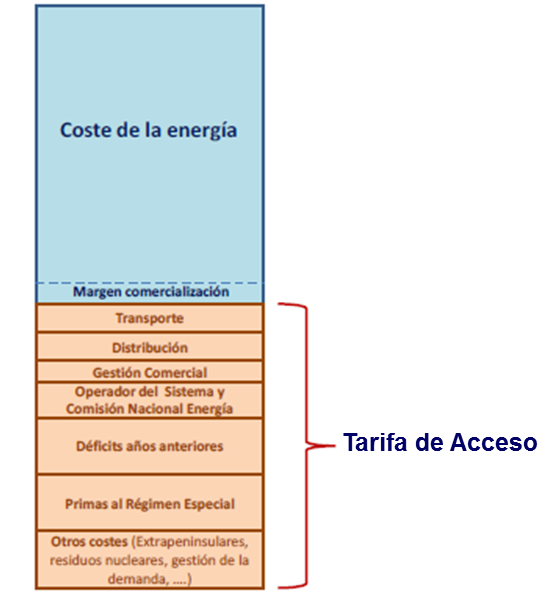 Coste de la energía
Margen comercialización
Transporte
Distribución
Gestión Comercial
Operador del Sistema y
Comisión Nacional Energía
Déficits años anteriores
Primas al Régimen Especial
Otros costes (Extrapeninsulares,
residuos nucleares, gestión de la
demanda, ....)
Tarifa de Acceso